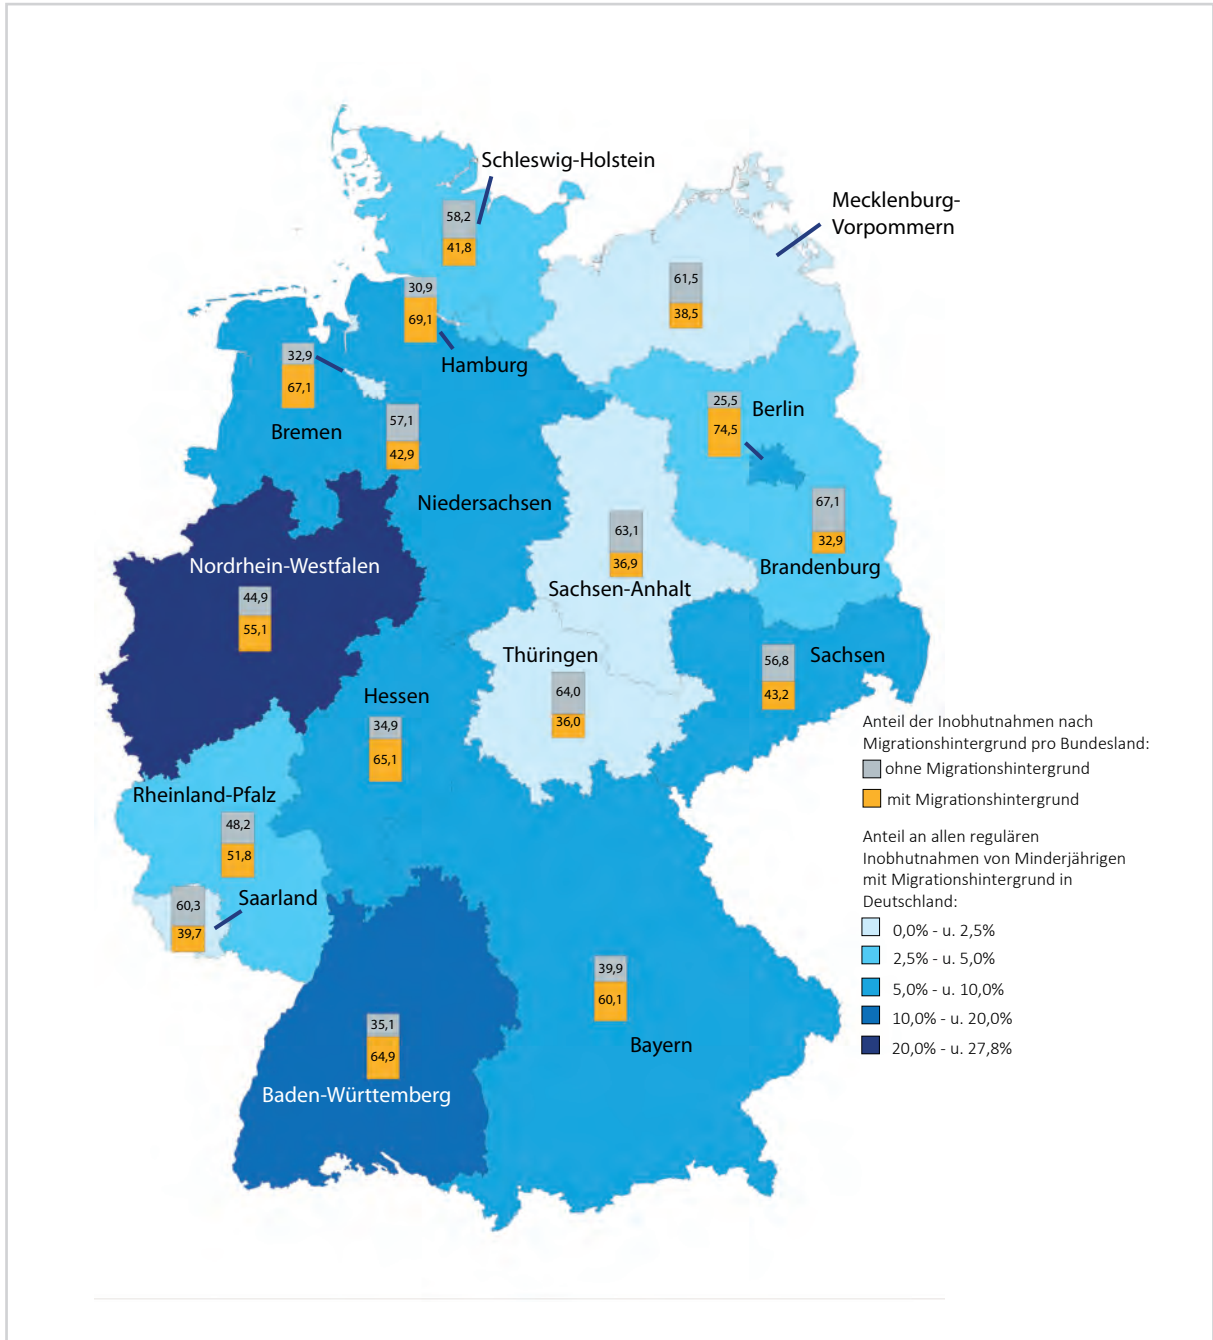 Schleswig-Holstein
58,2
41,8
Mecklenburg-
Vorpommern
61,5
38,5
30,9
69,1
Hamburg
32,9
67,1
Bremen
57,1
42,9
Niedersachsen
25,5
74,5
Berlin
67,1
32,9
Brandenburg
63,1
36,9
Sachsen-Anhalt
Nordrhein-Westfalen
44,9
55,1
Thüringen
64,0
36,0
Sachsen
56,8
43,2
Hessen
34,9
65,1
Rheinland-Pfalz
48,2
51,8
Saarland
60,3
39,7
39,9
60,1
Bayern
35,1
64,9
Baden-Württemberg
Anteil der Inobhutnahmen nach
Migrationshintergrund pro Bundesland:
ohne Migrationshintergrund
mit Migrationshintergrund
Anteil an allen regulären
Inobhutnahmen von Minderjährigen
mit Migrationshintergrund in
Deutschland:
0,0% - u. 2,5%
2,5% - u. 5,0%
5,0% - u. 10,0%
10,0% - u. 20,0%
20,0% - u. 27,8%